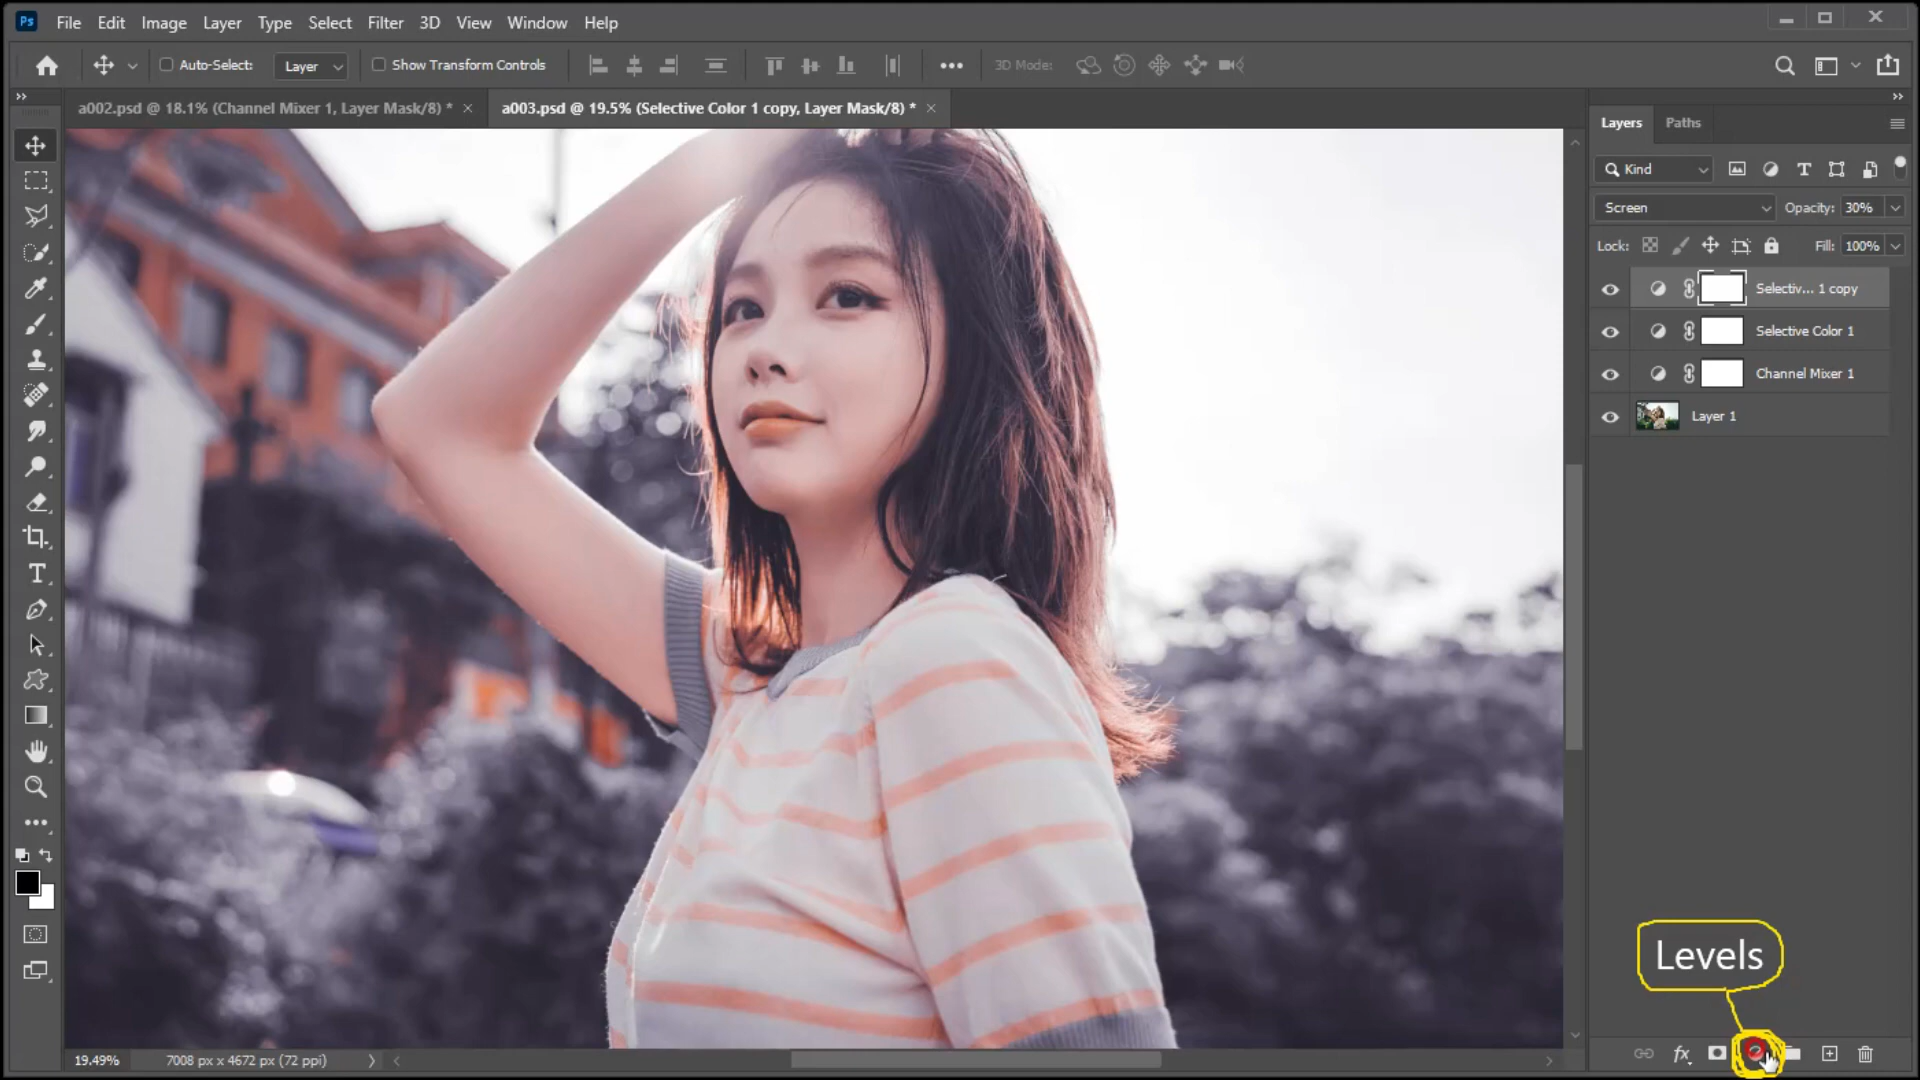 Ps File Edit Image Layer Type Select Filter 3D View Window Help
Auto-Select: Layer Show Transform Controls 3D Mode:
a002.psd @ 18.1% (Channel Mixer 1, Layer Mask/8) * a003.psd @ 19.5% (Selective Color 1 copy, Layer Mask/8) *
Layers Paths
Kind
Screen Opacity: 30%
Lock: Fill: 100%
Selectiv... 1 copy
Selective Color 1
Channel Mixer 1
Layer 1
Levels
19.49% 7008 px x 4672 px (72 ppi)
fx